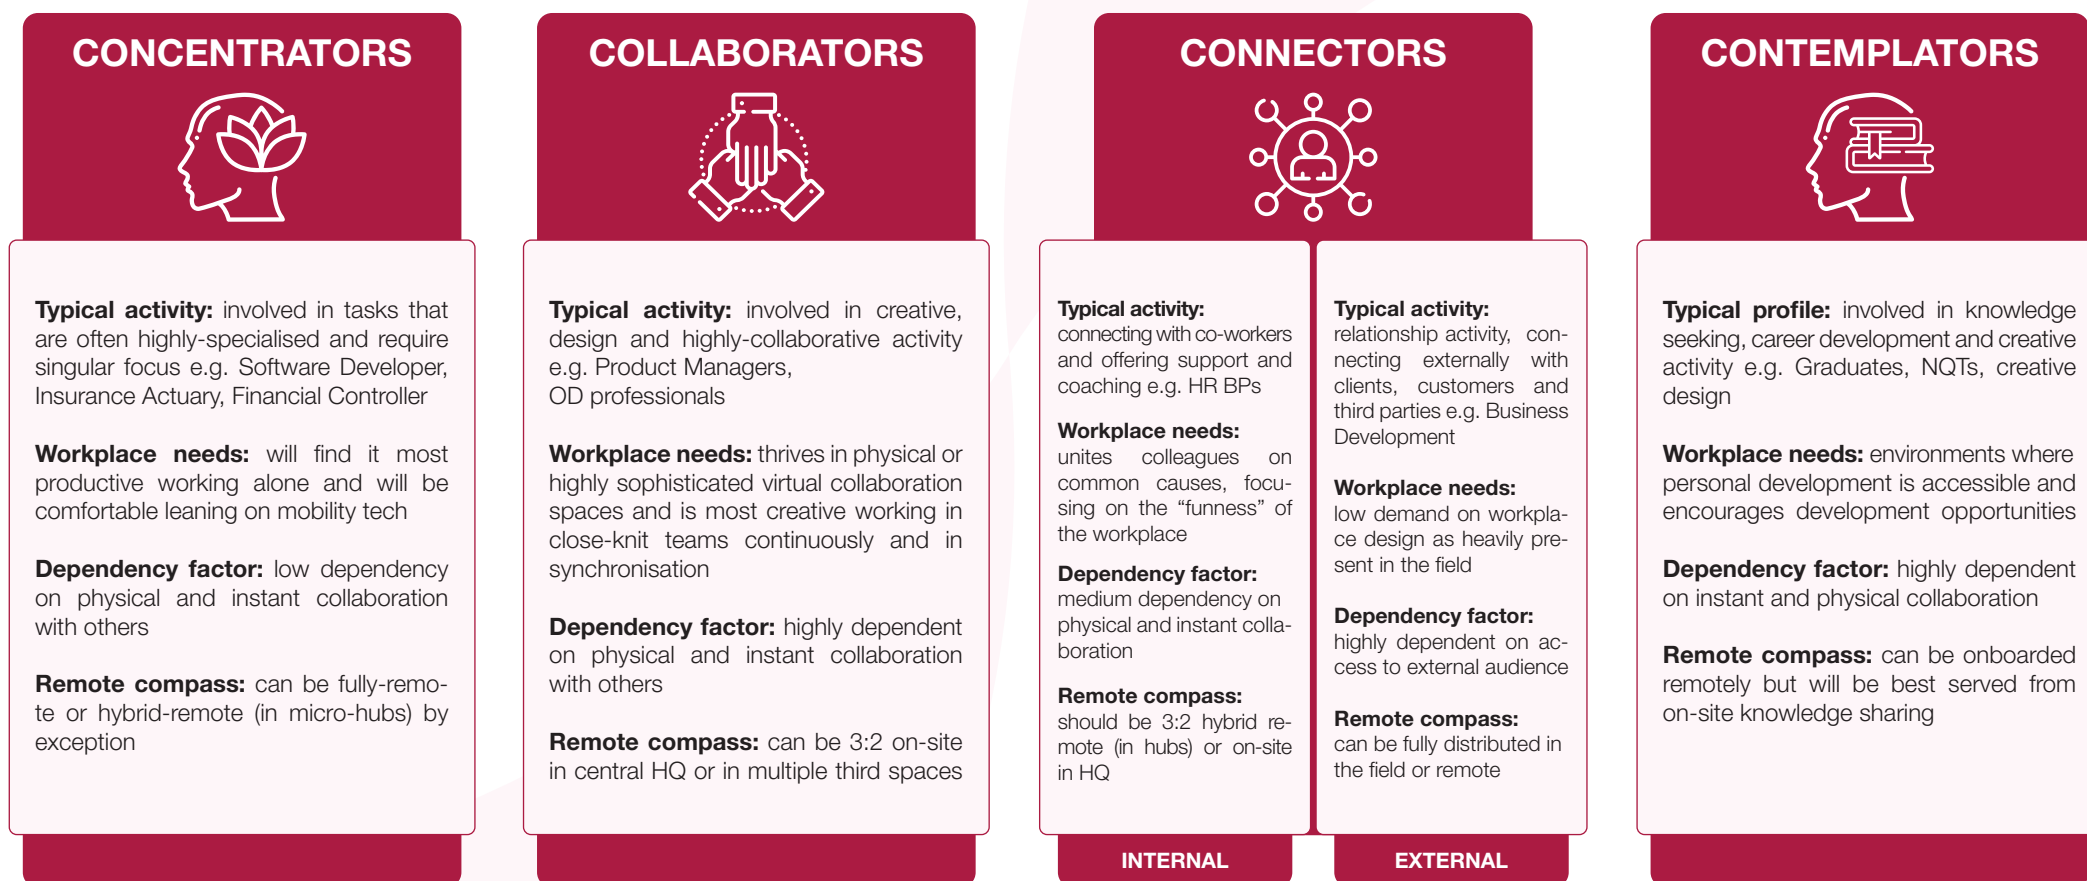 CONCENTRATORS
Typical activity: involved in tasks that
are often highly-specialised and require
singular focus e.g. Software Developer,
Insurance Actuary, Financial Controller
Workplace needs: will find it most
productive working alone and will be
comfortable leaning on mobility tech
Dependency factor: low dependency
on physical and instant collaboration
with others
Remote compass: can be fully-remo-
te or hybrid-remote (in micro-hubs) by
exception
COLLABORATORS
Typical activity: involved in creative,
design and highly-collaborative activity
e.g. Product Managers,
OD professionals
Workplace needs: thrives in physical or
highly sophisticated virtual collaboration
spaces and is most creative working in
close-knit teams continuously and in
synchronisation
Dependency factor: highly dependent
on physical and instant collaboration
with others
Remote compass: can be 3:2 on-site
in central HQ or in multiple third spaces
CONNECTORS
Typical activity:
connecting with co-workers
and offering support and
coaching e.g. HR BPs
Workplace needs:
unites colleagues on
common causes, focu-
sing on the “funness” of
the workplace
Dependency factor:
medium dependency on
physical and instant colla-
boration
Remote compass:
should be 3:2 hybrid re-
mote (in hubs) or on-site
in HQ
INTERNAL
Typical activity:
relationship activity, con-
necting externally with
clients, customers and
third parties e.g. Business
Development
Workplace needs:
low demand on workpla-
ce design as heavily pre-
sent in the field
Dependency factor:
highly dependent on ac-
cess to external audience
Remote compass:
can be fully distributed in
the field or remote
EXTERNAL
CONTEMPLATORS
Typical profile: involved in knowledge
seeking, career development and creative
activity e.g. Graduates, NQTs, creative
design
Workplace needs: environments where
personal development is accessible and
encourages development opportunities
Dependency factor: highly dependent
on instant and physical collaboration
Remote compass: can be onboarded
remotely but will be best served from
on-site knowledge sharing